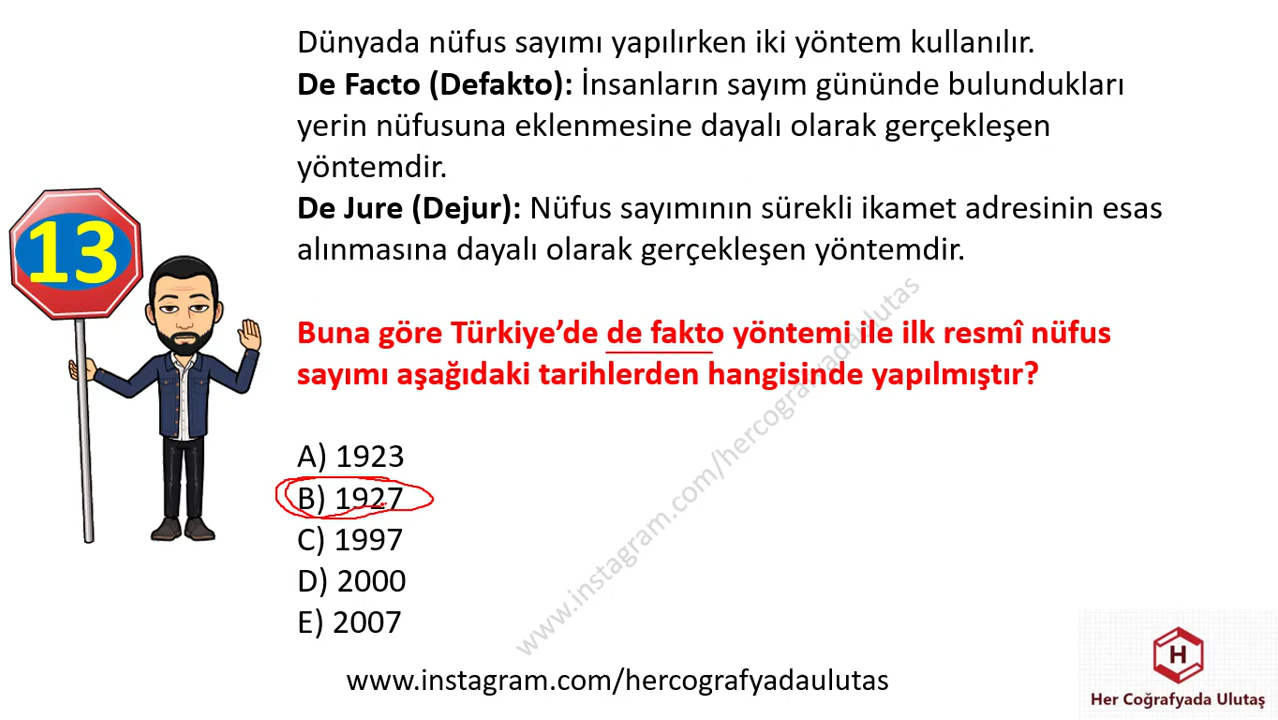 Dünyada nüfus sayımı yapılırken iki yöntem kullanılır.
De Facto (Defakto): İnsanların sayım gününde bulundukları
yerin nüfusuna eklenmesine dayalı olarak gerçekleşen
yöntemdir.
De Jure (Dejur): Nüfus sayımının sürekli ikamet adresinin esas
alınmasına dayalı olarak gerçekleşen yöntemdir.
13
Buna göre Türkiye’de de fakto yöntemi ile ilk resmî nüfus
sayımı aşağıdaki tarihlerden hangisinde yapılmıştır?
A) 1923
B) 1927
C) 1997
D) 2000
E) 2007
www.instagram.com/hercografyadaulutas
www.instagram.com/hercografyadaulutas
H
Her Coğrafyada Ulutaş